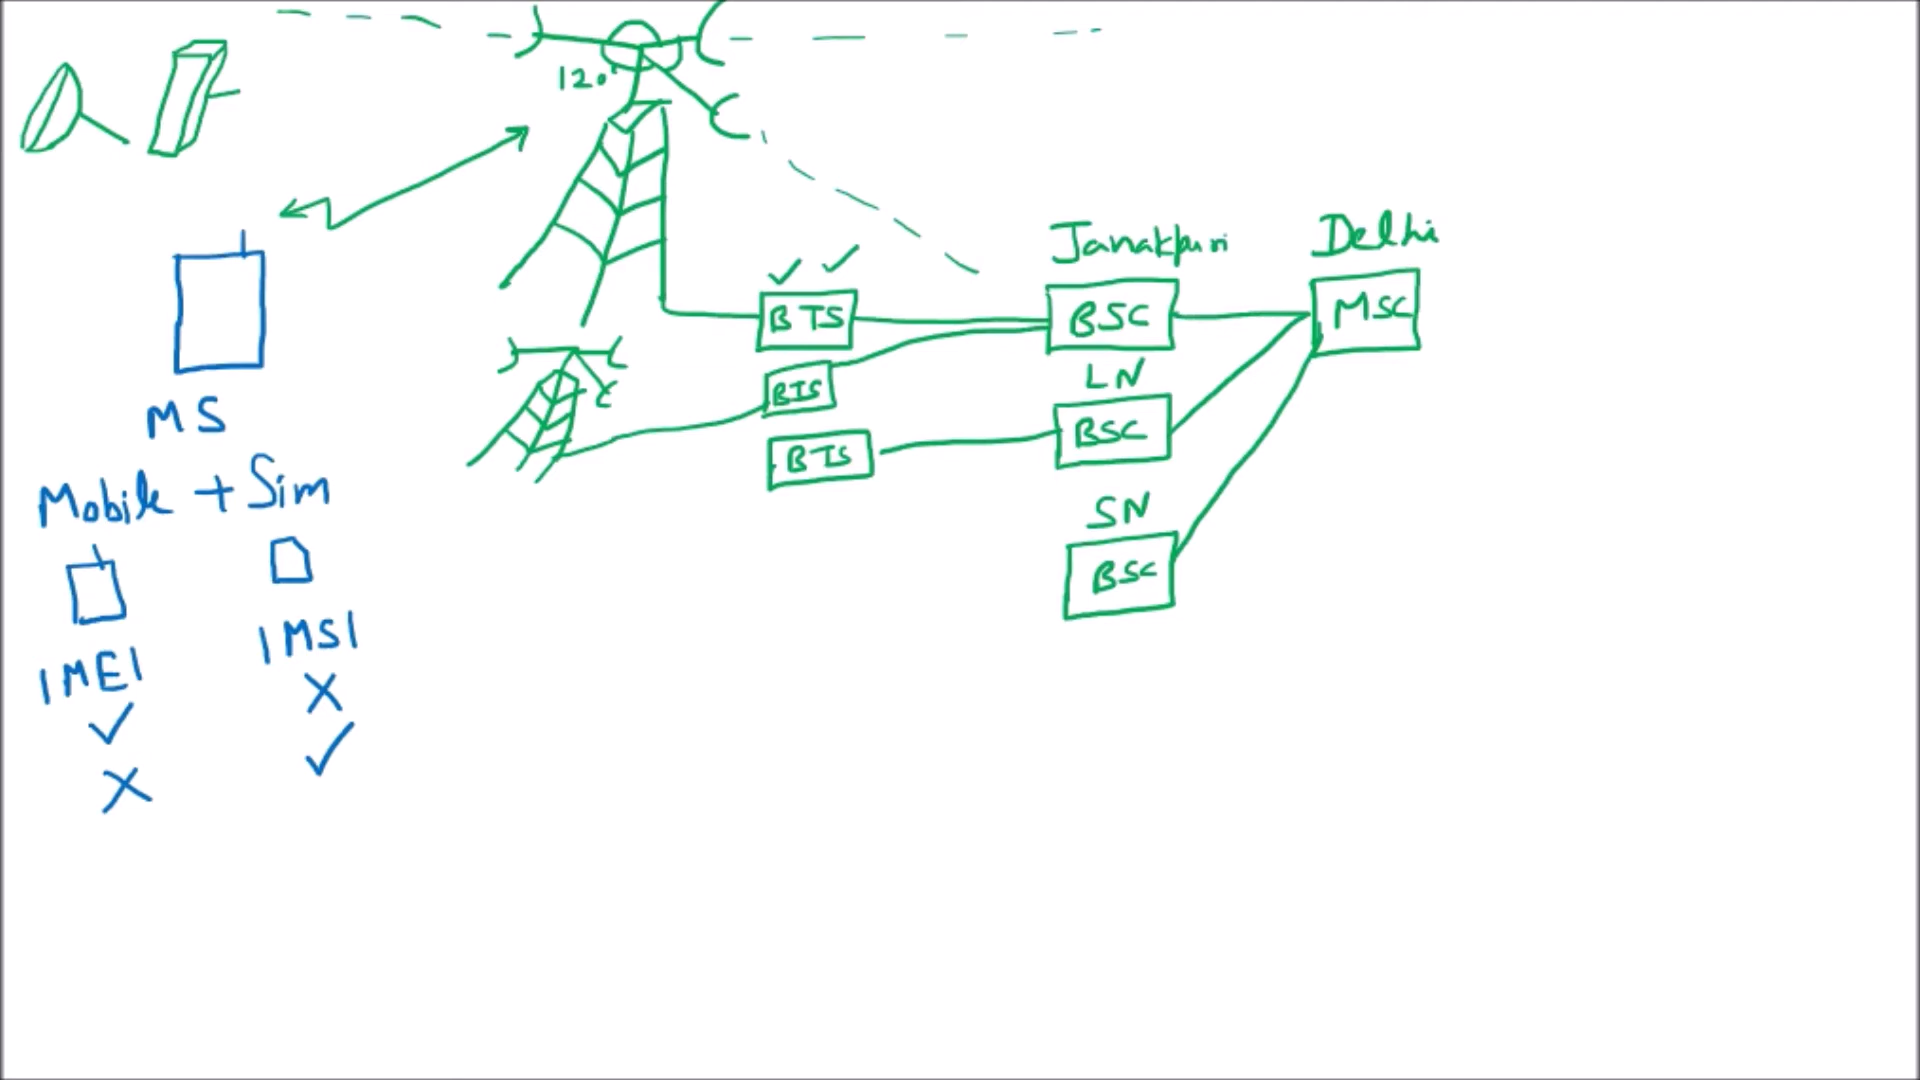 120°
Janakpuri
Delhi
BTS
BSC
MSC
BTS
LN
BSC
BTS
SN
BSC
MS
Mobile + Sim
IMEI
IMSI